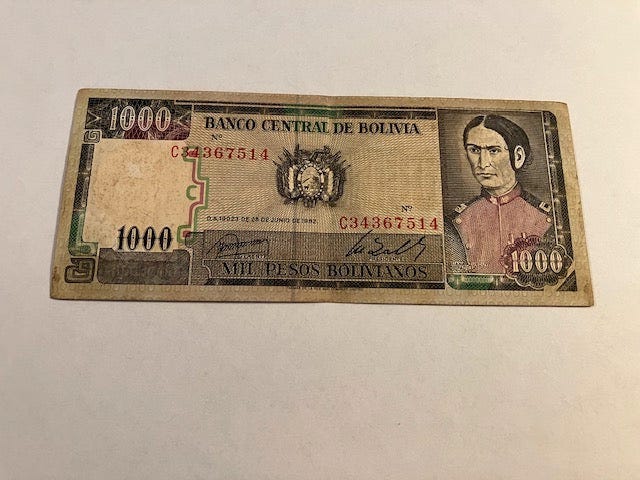 1000
BANCO CENTRAL DE BOLIVIA
Nº
C34367514
Nº
C34367514
D.S. 19023 DE 28 DE JUNIO DE 1982.
1000
MIL PESOS BOLIVIANOS
1000